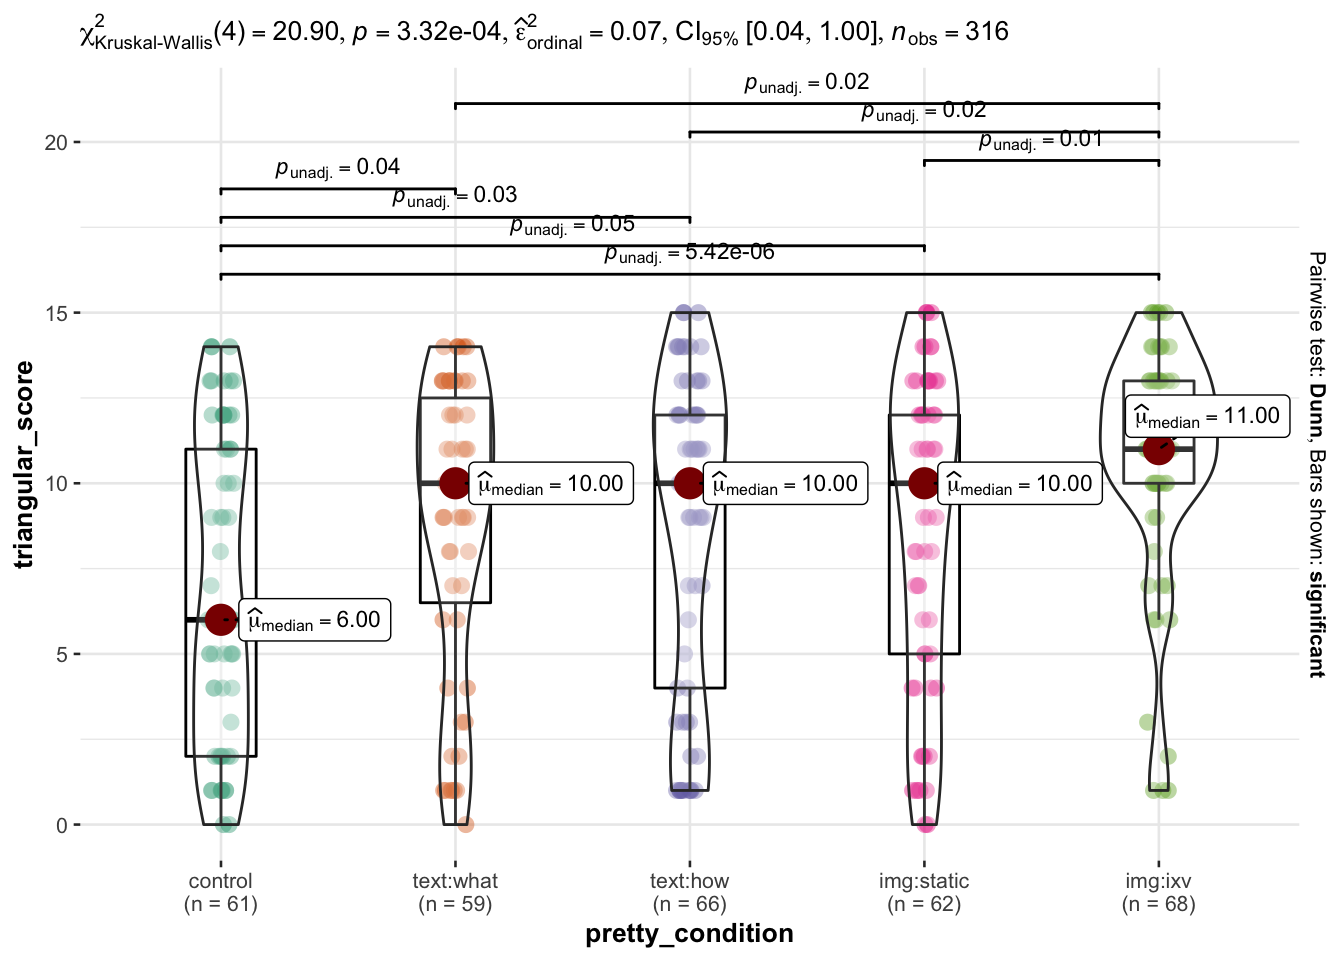 χ²Kruskal-Wallis(4) = 20.90, p = 3.32e-04, ε̂²ordinal = 0.07, CI95% [0.04, 1.00], nobs = 316
punadj. = 0.02
punadj. = 0.02
punadj. = 0.01
punadj. = 0.04
punadj. = 0.03
punadj. = 0.05
punadj. = 5.42e-06
20
15
10
5
0
triangular_score
μ̂median = 6.00
μ̂median = 10.00
μ̂median = 10.00
μ̂median = 10.00
μ̂median = 11.00
Pairwise test: Dunn, Bars shown: significant
control
(n = 61)
text:what
(n = 59)
text:how
(n = 66)
img:static
(n = 62)
img:ixv
(n = 68)
pretty_condition